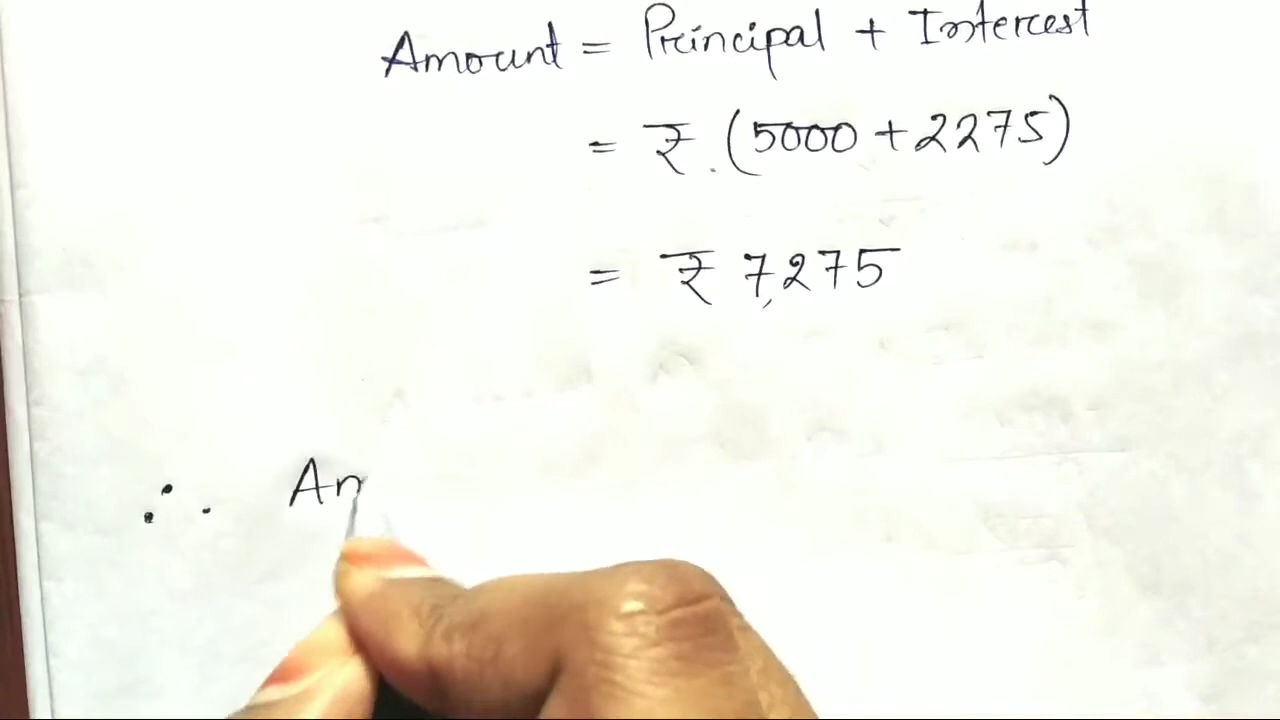 Amount = Principal + Interest
= ₹. (5000 + 2275)
= ₹ 7,275
∴ An